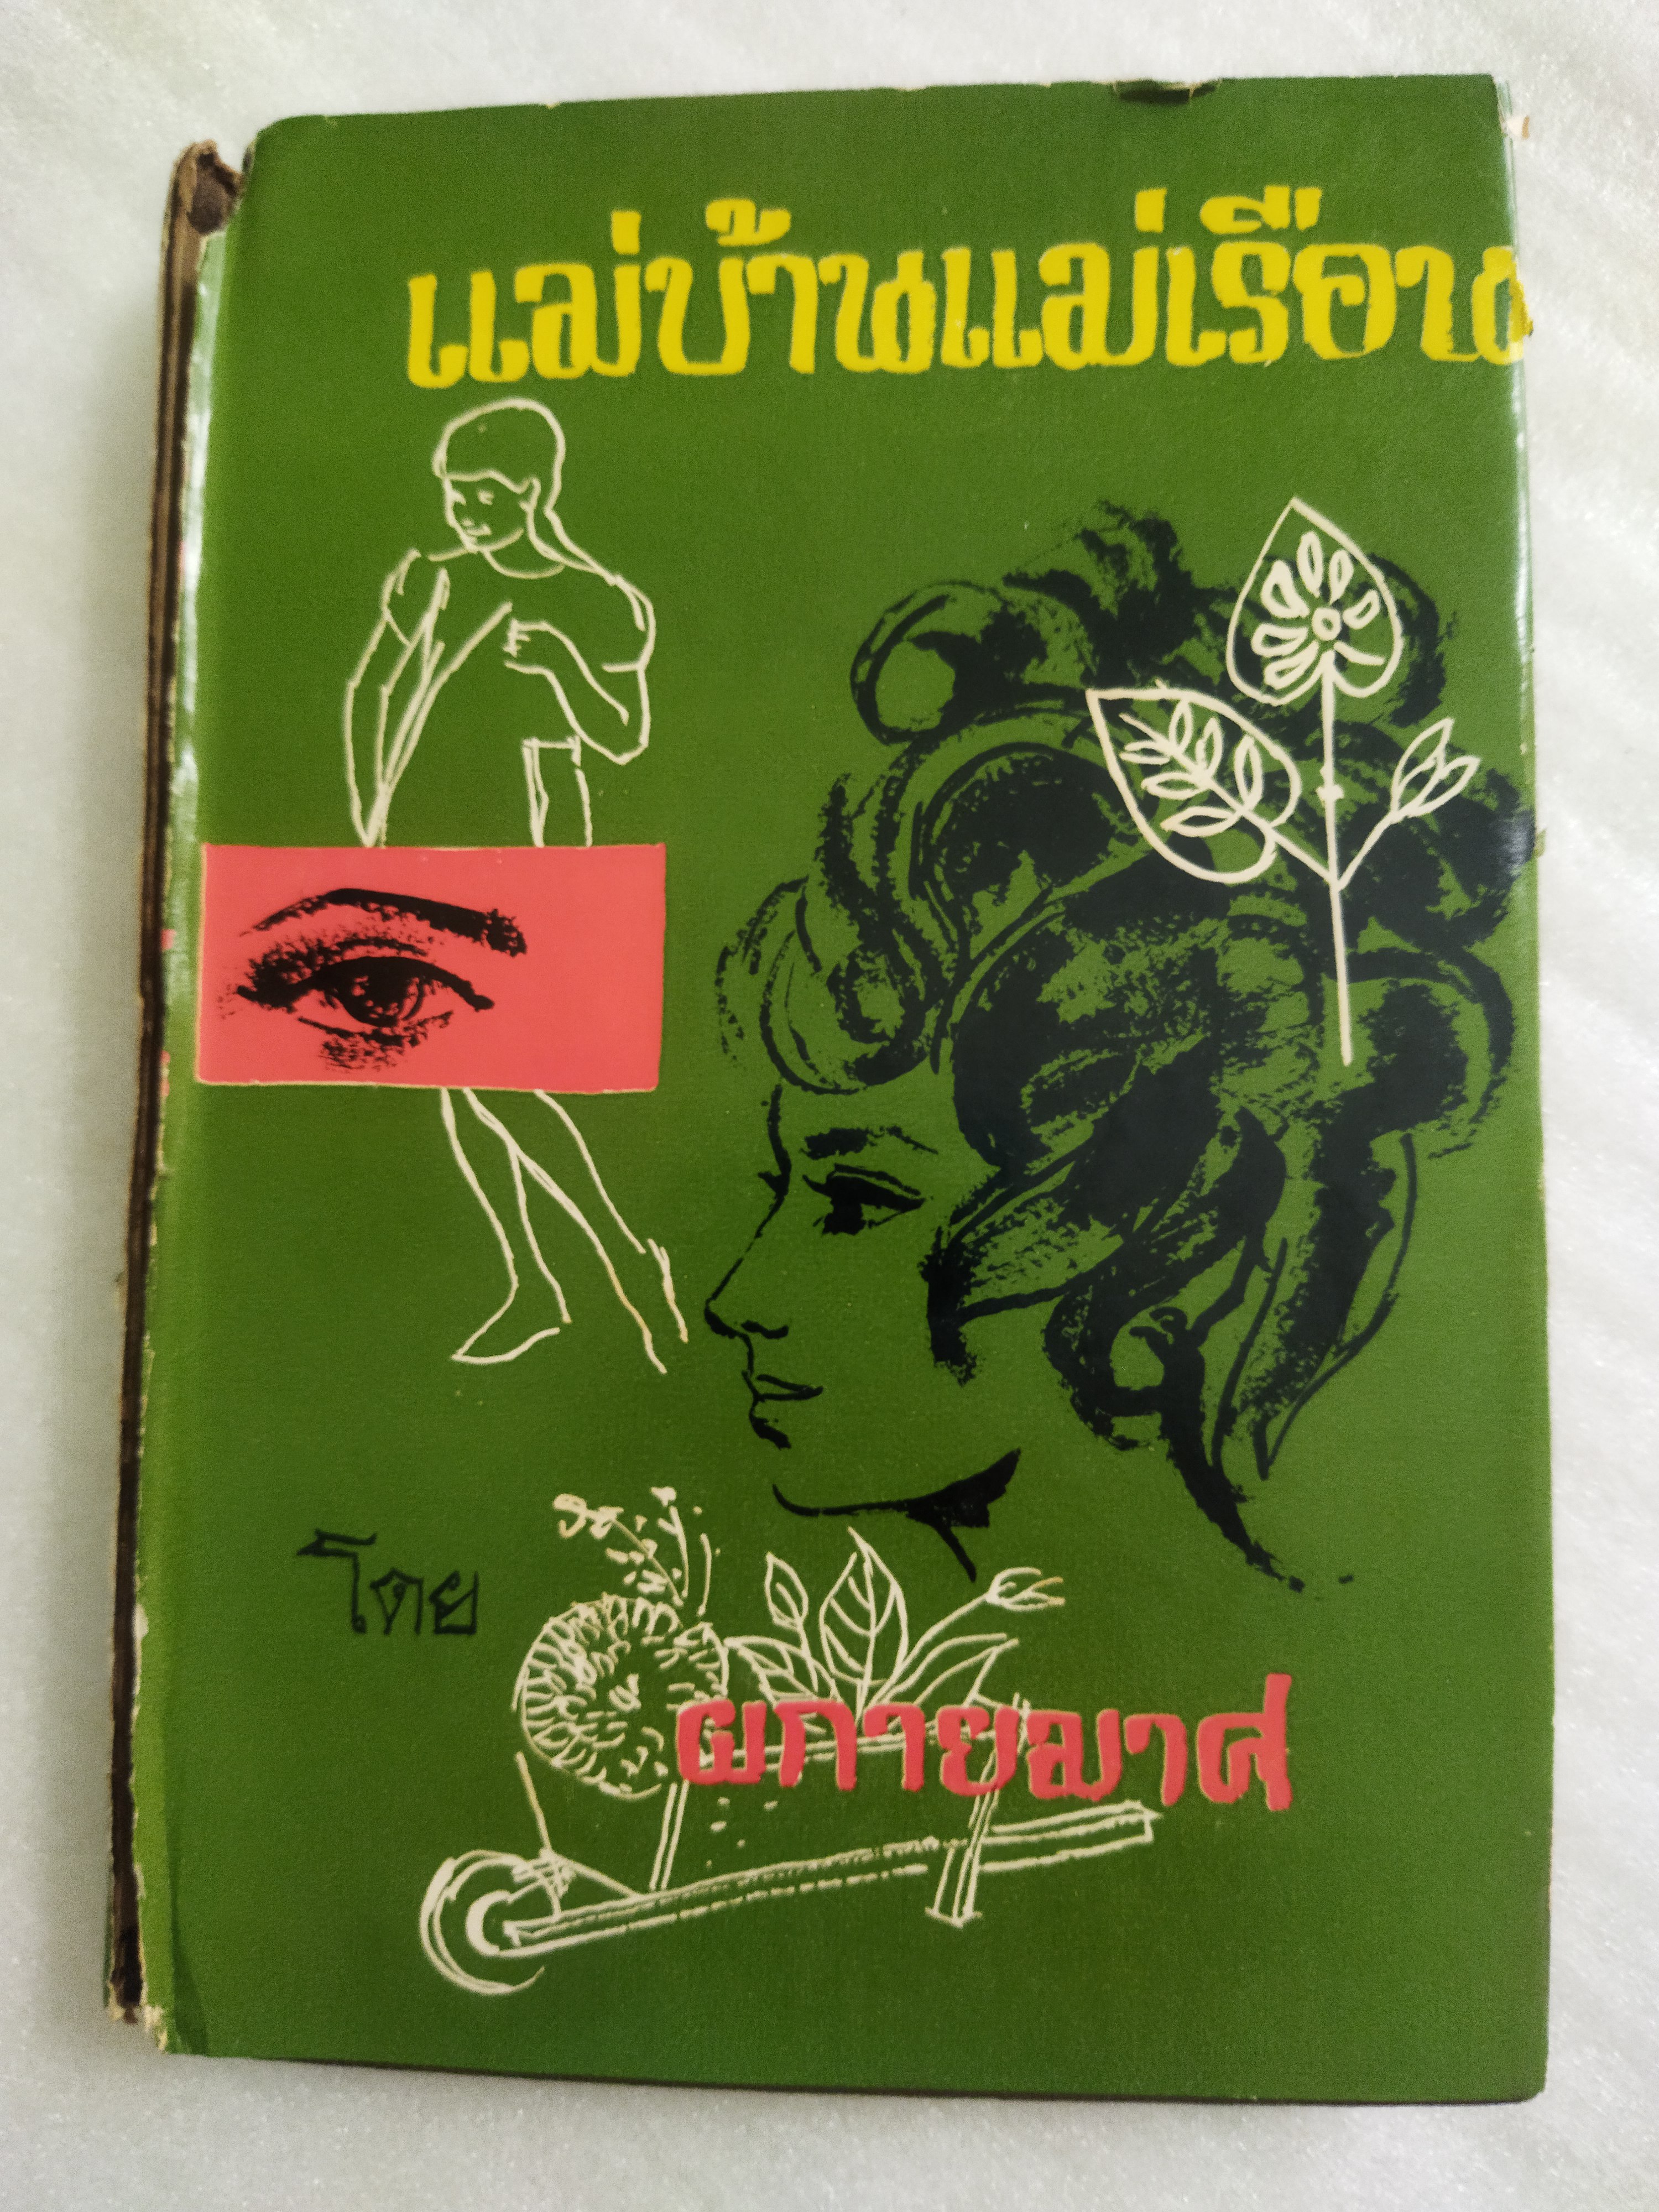 แม่บ้านแม่เรือน
โดย
ผกายมาศ